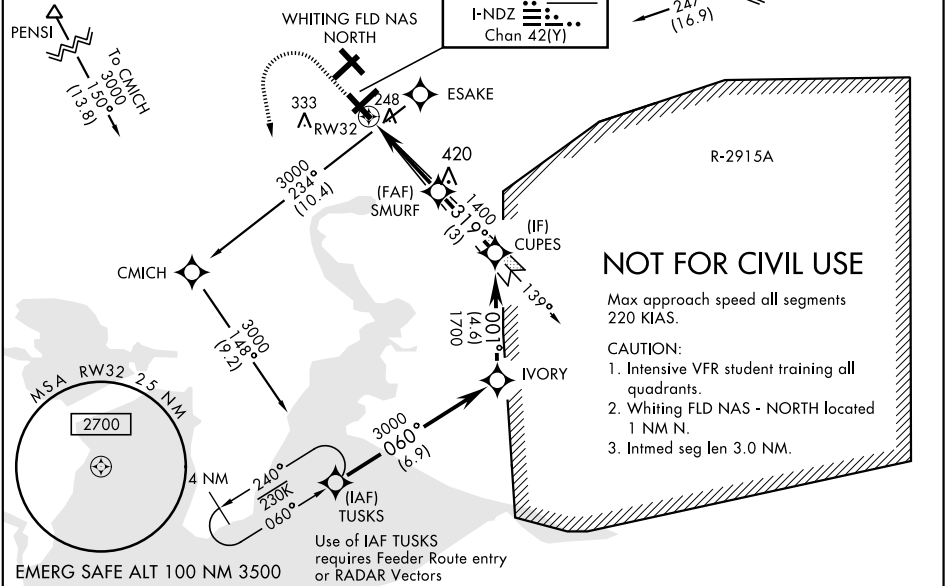 PENSI
To CMICH
3000
150°
(13.8)
WHITING FLD NAS
NORTH
I-NDZ
Chan 42(Y)
247°
(16.9)
333
RW32
248
ESAKE
3000
234°
(10.4)
420
(FAF)
SMURF
1400
319°
(3)
(IF)
CUPES
139°
R-2915A
CMICH
3000
148°
(9.2)
001°
(4.6)
1700
IVORY
NOT FOR CIVIL USE
Max approach speed all segments
220 KIAS.
CAUTION:
1. Intensive VFR student training all
quadrants.
2. Whiting FLD NAS - NORTH located
1 NM N.
3. Intmed seg len 3.0 NM.
MSA RW32 25 NM
2700
4 NM
240°
230K
060°
3000
060°
(6.9)
(IAF)
TUSKS
Use of IAF TUSKS
requires Feeder Route entry
or RADAR Vectors
EMERG SAFE ALT 100 NM 3500